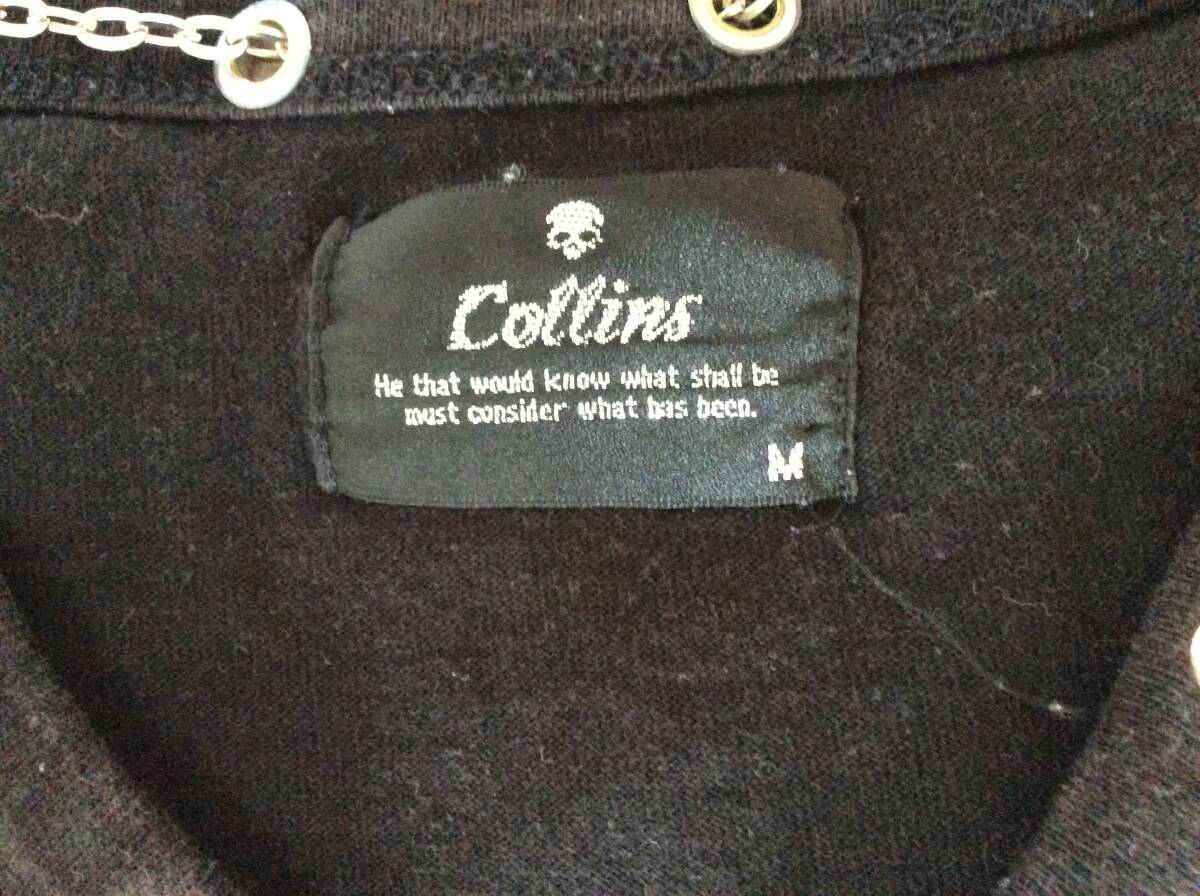 Collins
He that would know what shall be
must consider what has been.
M